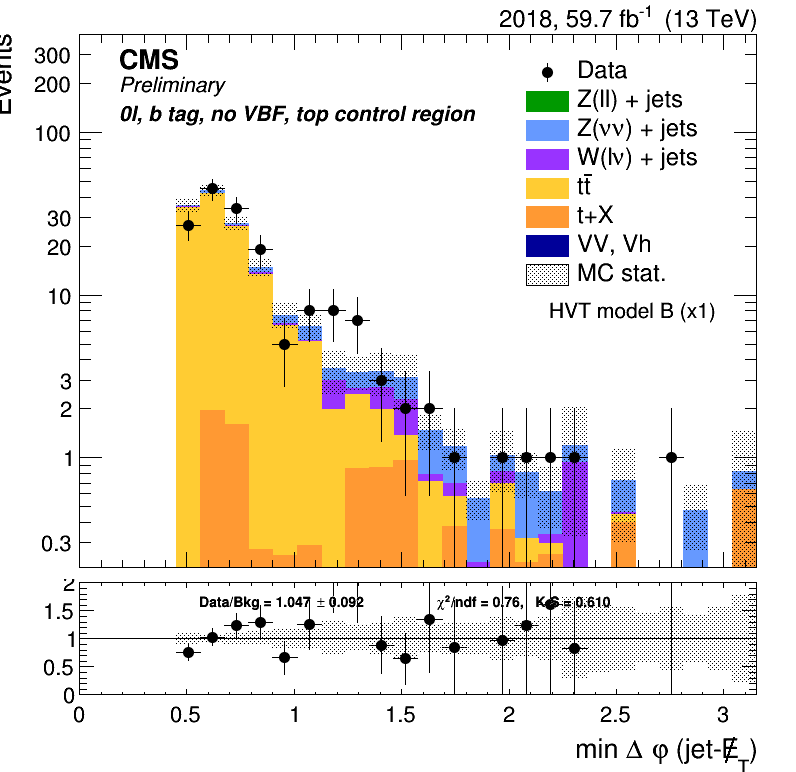 2018, 59.7 fb⁻¹ (13 TeV)
Events
CMS
Preliminary
0l, b tag, no VBF, top control region
Data
Z(ll) + jets
Z(νν) + jets
W(lν) + jets
tt̄
t+X
VV, Vh
MC stat.
HVT model B (x1)
300
200
100
30
20
10
3
2
1
0.3
Data/Bkg = 1.047 ± 0.092
χ²/ndf = 0.76, K-S = 0.610
2
1.5
1
0.5
0
0 0.5 1 1.5 2 2.5 3
min Δ φ (jet-E̸_T)